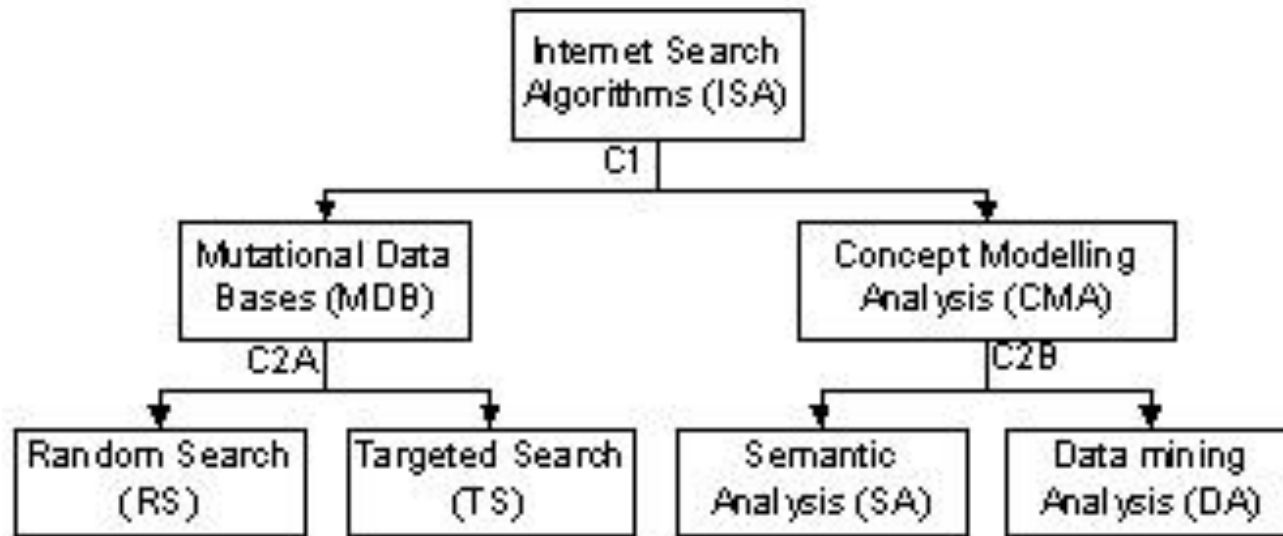 Internet Search
Algorithms (ISA)
C1
Mutational Data
Bases (MDB)
Concept Modelling
Analysis (CMA)
C2A
C2B
Random Search
(RS)
Targeted Search
(TS)
Semantic
Analysis (SA)
Data mining
Analysis (DA)